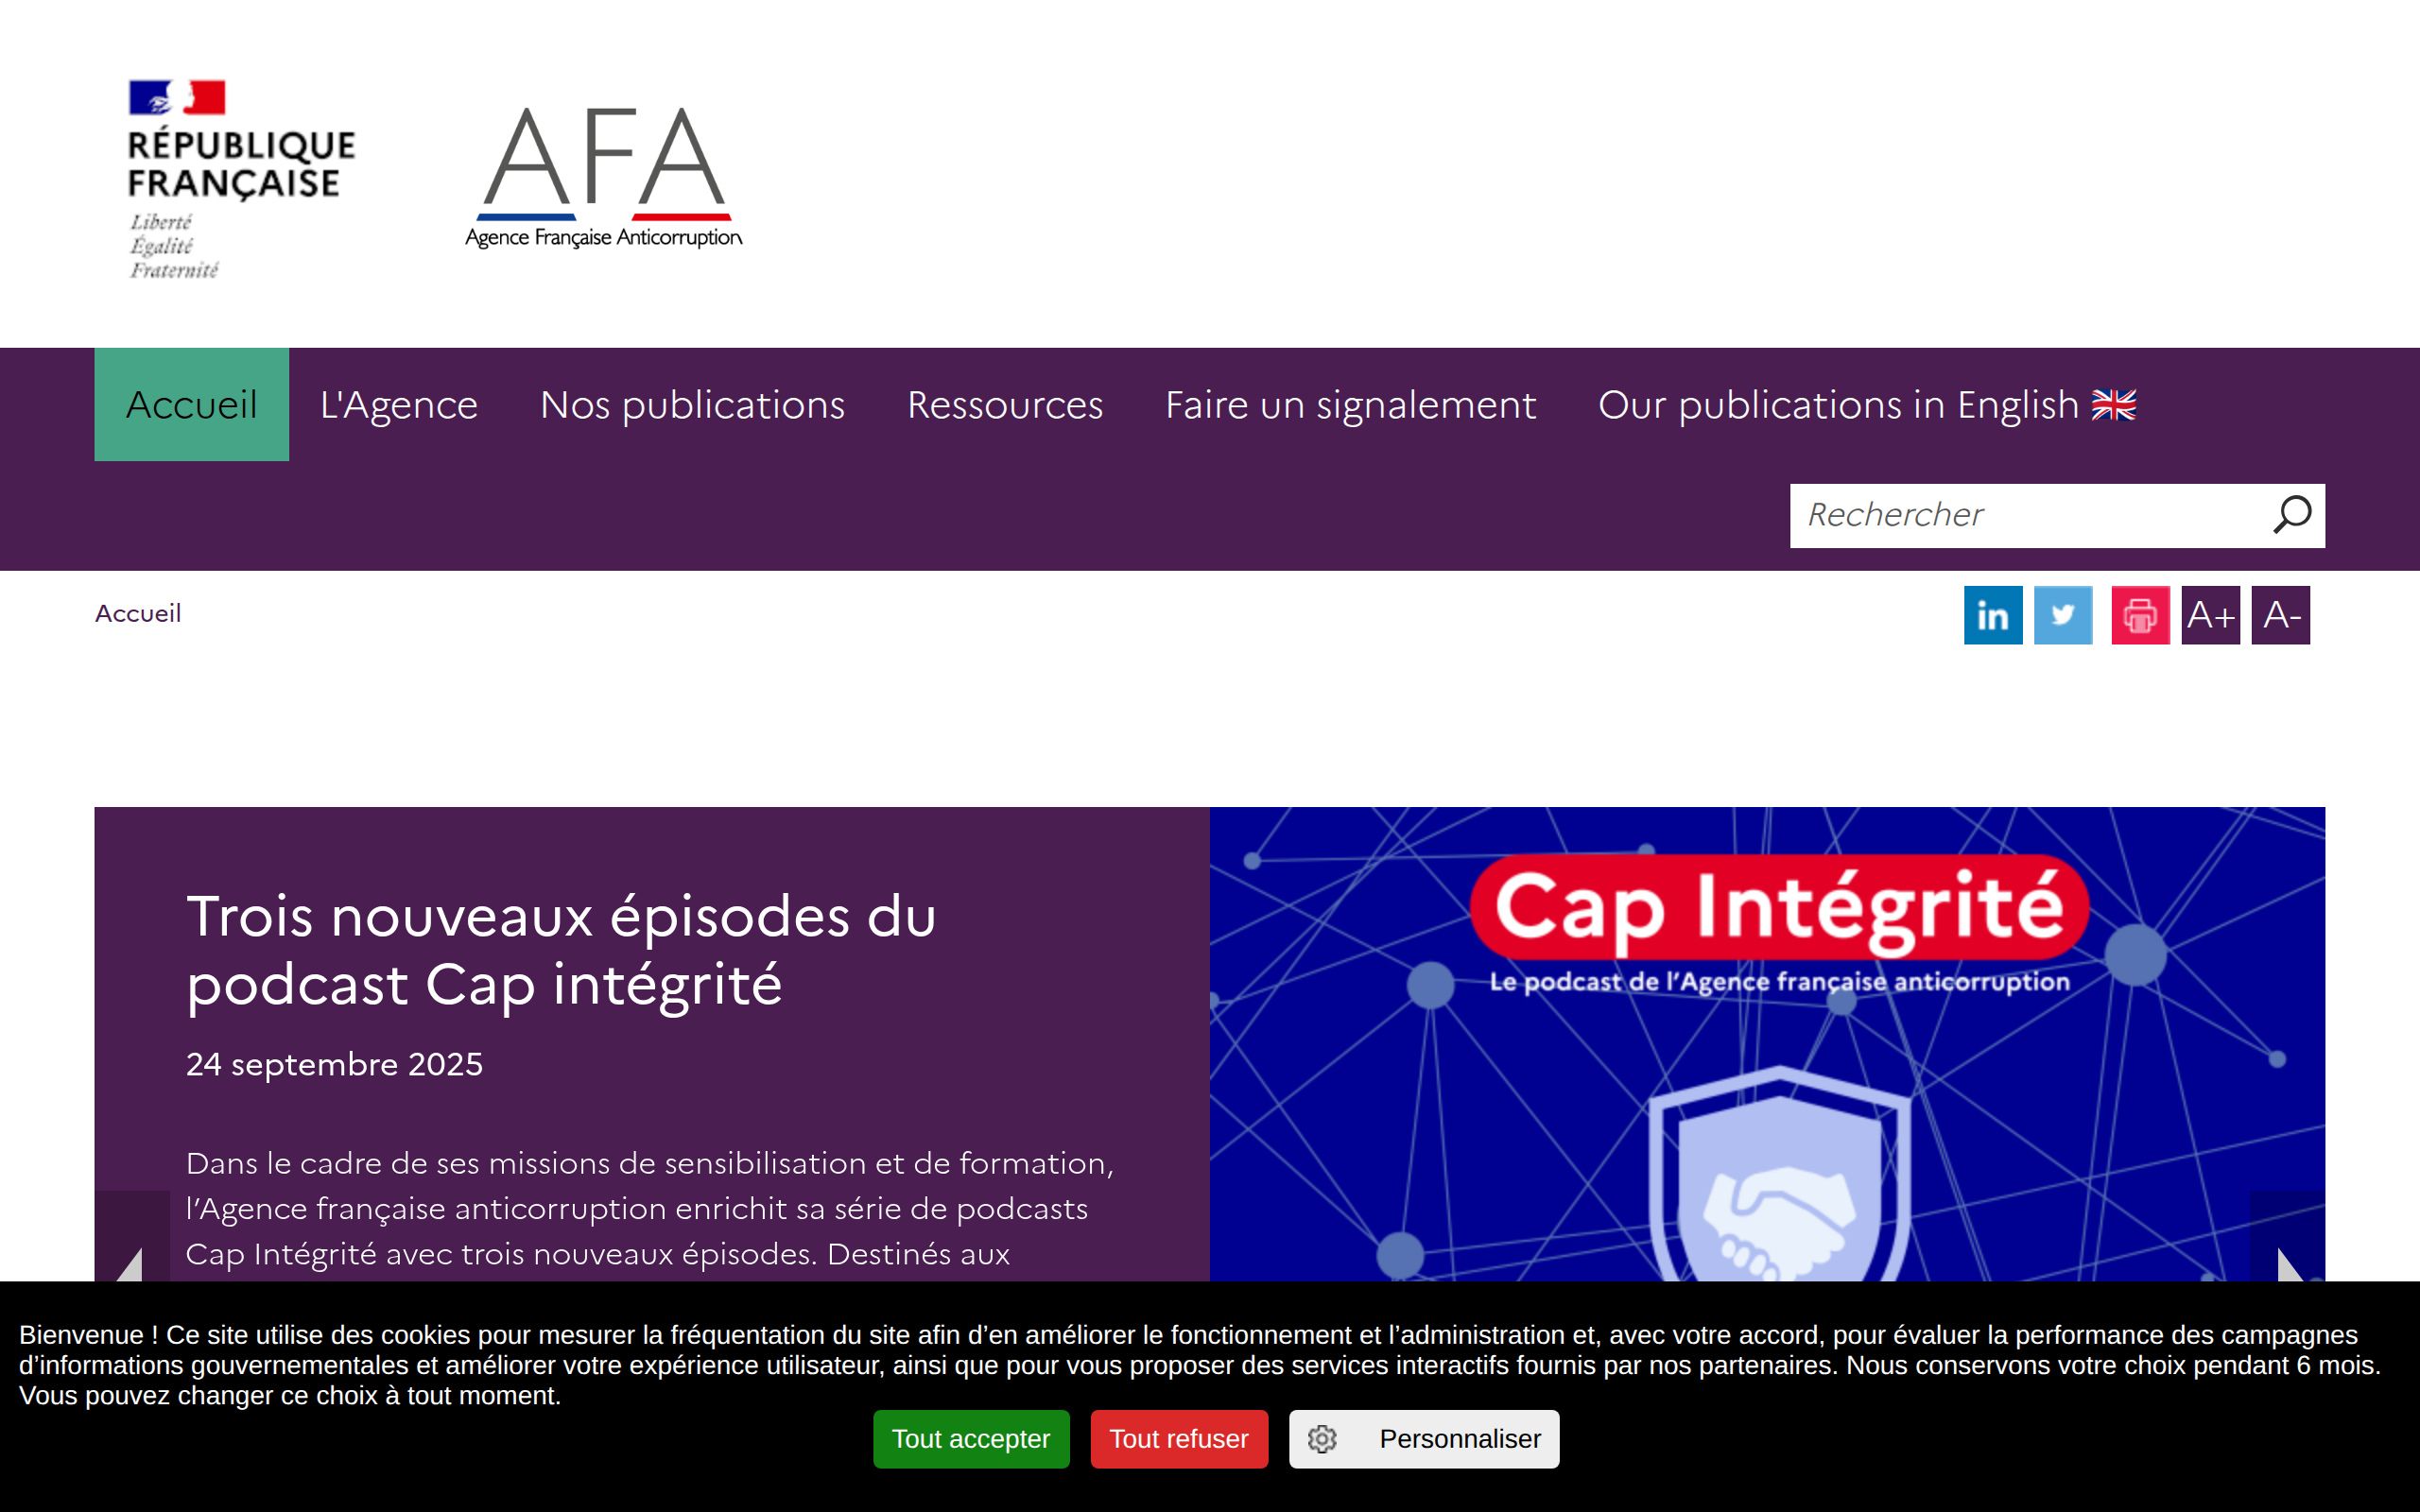 RÉPUBLIQUE
FRANÇAISE
Liberté
Égalité
Fraternité
AFA
Agence Française Anticorruption
Accueil L'Agence Nos publications Ressources Faire un signalement Our publications in English
Rechercher
Accueil
in A+ A-
Trois nouveaux épisodes du
podcast Cap intégrité
24 septembre 2025
Dans le cadre de ses missions de sensibilisation et de formation,
l’Agence française anticorruption enrichit sa série de podcasts
Cap Intégrité avec trois nouveaux épisodes. Destinés aux
Cap Intégrité
Le podcast de l’Agence française anticorruption
Bienvenue ! Ce site utilise des cookies pour mesurer la fréquentation du site afin d’en améliorer le fonctionnement et l’administration et, avec votre accord, pour évaluer la performance des campagnes
d’informations gouvernementales et améliorer votre expérience utilisateur, ainsi que pour vous proposer des services interactifs fournis par nos partenaires. Nous conservons votre choix pendant 6 mois.
Vous pouvez changer ce choix à tout moment.
Tout accepter Tout refuser Personnaliser